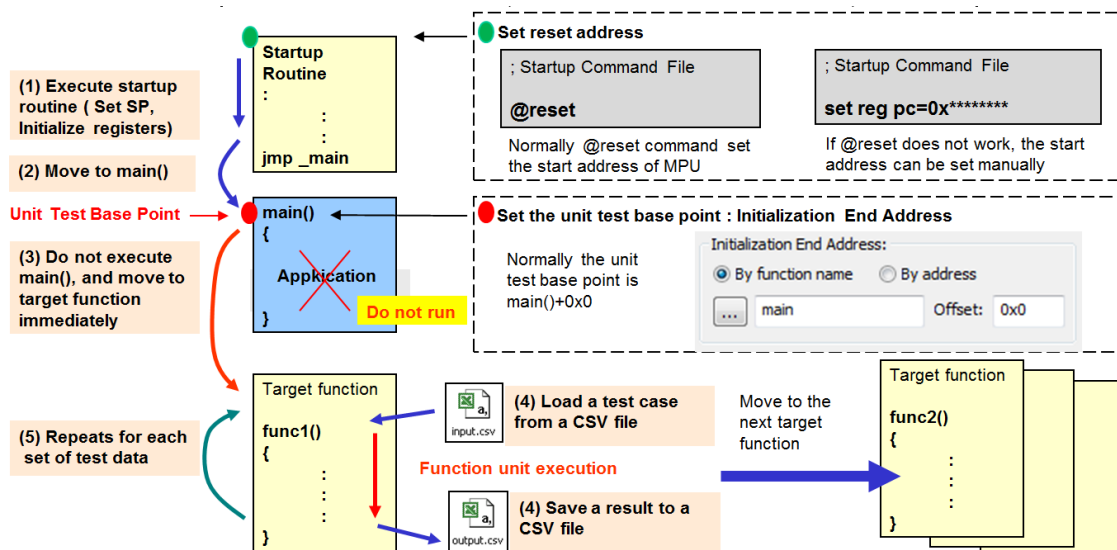 Set reset address
Startup
Routine
:
:
:
jmp _main
; Startup Command File
@reset
; Startup Command File
set reg pc=0x********
Normally @reset command set
the start address of MPU
If @reset does not work, the start
address can be set manually
(1) Execute startup
routine ( Set SP,
Initialize registers)
(2) Move to main()
Unit Test Base Point
main()
{
Appkication
}
Do not run
Set the unit test base point : Initialization End Address
Normally the unit
test base point is
main()+0x0
Initialization End Address:
By function name
By address
...
main
Offset:
0x0
(3) Do not execute
main(), and move to
target function
immediately
Target function
func1()
{
:
:
:
}
input.csv
a,
(4) Load a test case
from a CSV file
Function unit execution
output.csv
a,
(4) Save a result to a
CSV file
(5) Repeats for each
set of test data
Move to the
next target
function
Target function
func2()
{
:
:
:
}